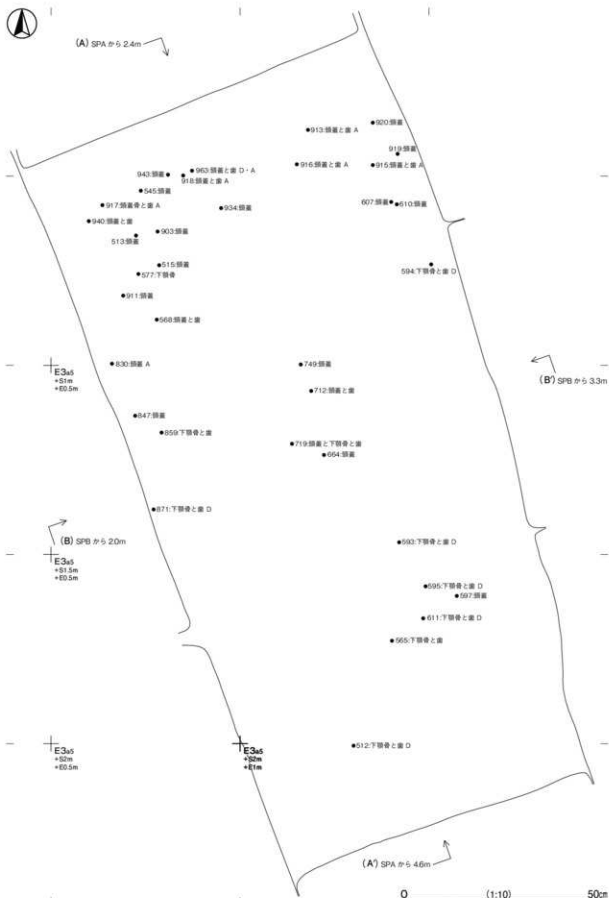 (A) SPA から 2.4m
920:頭蓋
913:頭蓋と歯 A
919:頭蓋
916:頭蓋と歯 A
915:頭蓋と歯 A
963:頭蓋と歯 D・A
943:頭蓋
918:頭蓋と歯 A
545:頭蓋
917:頭蓋骨と歯 A
934:頭蓋
607:頭蓋
610:頭蓋
940:頭蓋と歯
903:頭蓋
513:頭蓋
515:頭蓋
594:下顎骨と歯 D
577:下顎骨
911:頭蓋
568:頭蓋と歯
830:頭蓋 A
749:頭蓋
E3a5
+S1m
+E0.5m
(B') SPB から 3.3m
712:頭蓋と歯
847:頭蓋
859:下顎骨と歯
719:頭蓋と下顎骨と歯
664:頭蓋
871:下顎骨と歯 D
(B) SPB から 2.0m
593:下顎骨と歯 D
E3a5
+S1.5m
+E0.5m
595:下顎骨と歯 D
597:頭蓋
611:下顎骨と歯 D
565:下顎骨と歯
E3a5
+S2m
+E0.5m
E3a5
+S2m
+E1m
512:下顎骨と歯 D
(A') SPA から 4.6m
0 (1:10) 50cm